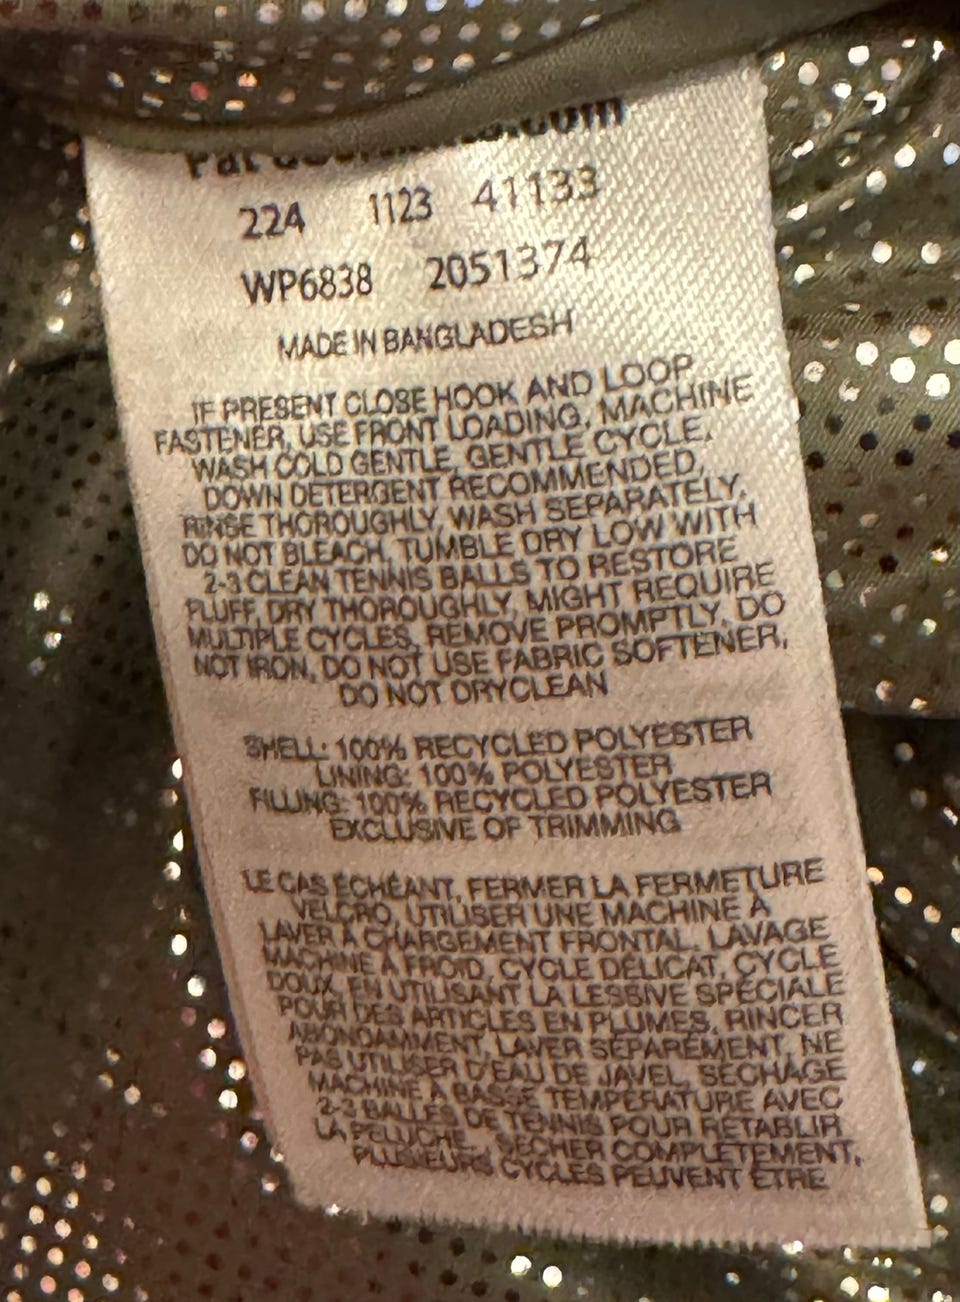 224 1123 41133
WP6838 2051374
MADE IN BANGLADESH
IF PRESENT CLOSE HOOK AND LOOP
FASTENER, USE FRONT LOADING, MACHINE
WASH COLD GENTLE, GENTLE CYCLE,
DOWN DETERGENT RECOMMENDED,
RINSE THOROUGHLY, WASH SEPARATELY,
DO NOT BLEACH, TUMBLE DRY LOW WITH
2-3 CLEAN TENNIS BALLS TO RESTORE
FLUFF, DRY THOROUGHLY, MIGHT REQUIRE
MULTIPLE CYCLES, REMOVE PROMPTLY, DO
NOT IRON, DO NOT USE FABRIC SOFTENER,
DO NOT DRYCLEAN
SHELL: 100% RECYCLED POLYESTER
LINING: 100% POLYESTER
FILLING: 100% RECYCLED POLYESTER
EXCLUSIVE OF TRIMMING
LE CAS ÉCHÉANT, FERMER LA FERMETURE
VELCRO, UTILISER UNE MACHINE À
LAVER À CHARGEMENT FRONTAL, LAVAGE
MACHINE À FROID, CYCLE DÉLICAT, CYCLE
DOUX, EN UTILISANT LA LESSIVE SPÉCIALE
POUR DES ARTICLES EN PLUMES, RINCER
ABONDAMMENT, LAVER SÉPARÉMENT, NE
PAS UTILISER D'EAU DE JAVEL, SÉCHAGE
MACHINE À BASSE TEMPÉRATURE AVEC
2-3 BALLES DE TENNIS POUR RÉTABLIR
LA PELUCHE, SÉCHER COMPLÈTEMENT,
PLUSIEURS CYCLES PEUVENT ÊTRE